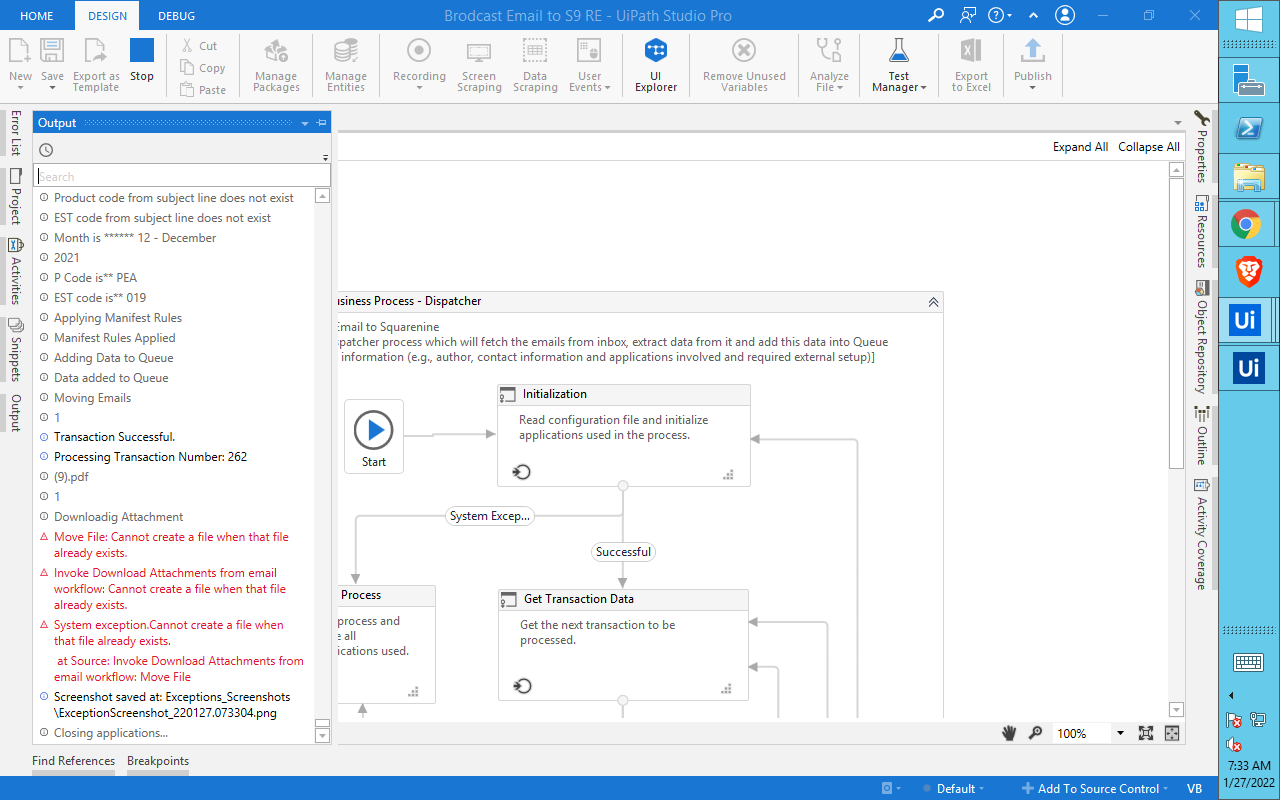 HOME
DESIGN
DEBUG
Brodcast Email to S9 RE - UiPath Studio Pro
New
Save
Export as
Template
Stop
Cut
Copy
Paste
Manage
Packages
Manage
Entities
Recording
Screen
Scraping
Data
Scraping
User
Events
UI
Explorer
Remove Unused
Variables
Analyze
File
Test
Manager
Export
to Excel
Publish
Error List
Project
Activities
Snippets
Output
Output
Search
Product code from subject line does not exist
EST code from subject line does not exist
Month is ****** 12 - December
2021
P Code is** PEA
EST code is** 019
Applying Manifest Rules
Manifest Rules Applied
Adding Data to Queue
Data added to Queue
Moving Emails
1
Transaction Successful.
Processing Transaction Number: 262
(9).pdf
1
Downloadig Attachment
Move File: Cannot create a file when that file
already exists.
Invoke Download Attachments from email
workflow: Cannot create a file when that file
already exists.
System exception.Cannot create a file when
that file already exists.
at Source: Invoke Download Attachments from
email workflow: Move File
Screenshot saved at: Exceptions_Screenshots
\ExceptionScreenshot_220127.073304.png
Closing applications...
Find References
Breakpoints
Expand All
Collapse All
usiness Process - Dispatcher
Email to Squarenine
spatcher process which will fetch the emails from inbox, extract data from it and add this data into Queue
information (e.g., author, contact information and applications involved and required external setup)]
Start
Initialization
Read configuration file and initialize
applications used in the process.
System Excep...
Successful
Process
process and
e all
ications used.
Get Transaction Data
Get the next transaction to be
processed.
100%
Properties
Resources
Object Repository
Outline
Activity Coverage
Default
Add To Source Control
VB
Ui
Ui
7:33 AM
1/27/2022